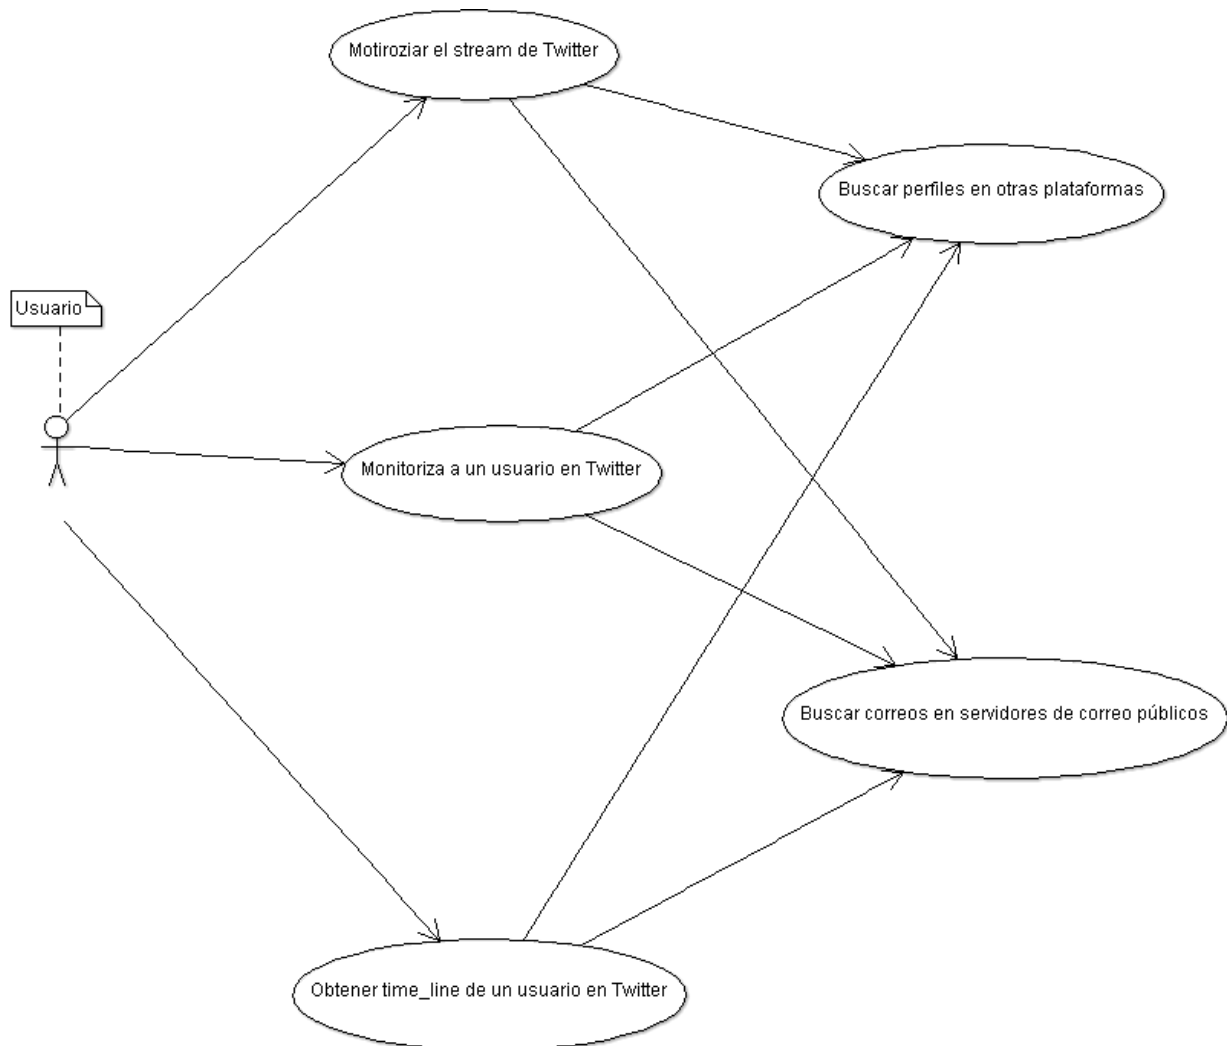 Motiroziar el stream de Twitter
Buscar perfiles en otras plataformas
Usuario
Monitoriza a un usuario en Twitter
Buscar correos en servidores de correo públicos
Obtener time_line de un usuario en Twitter